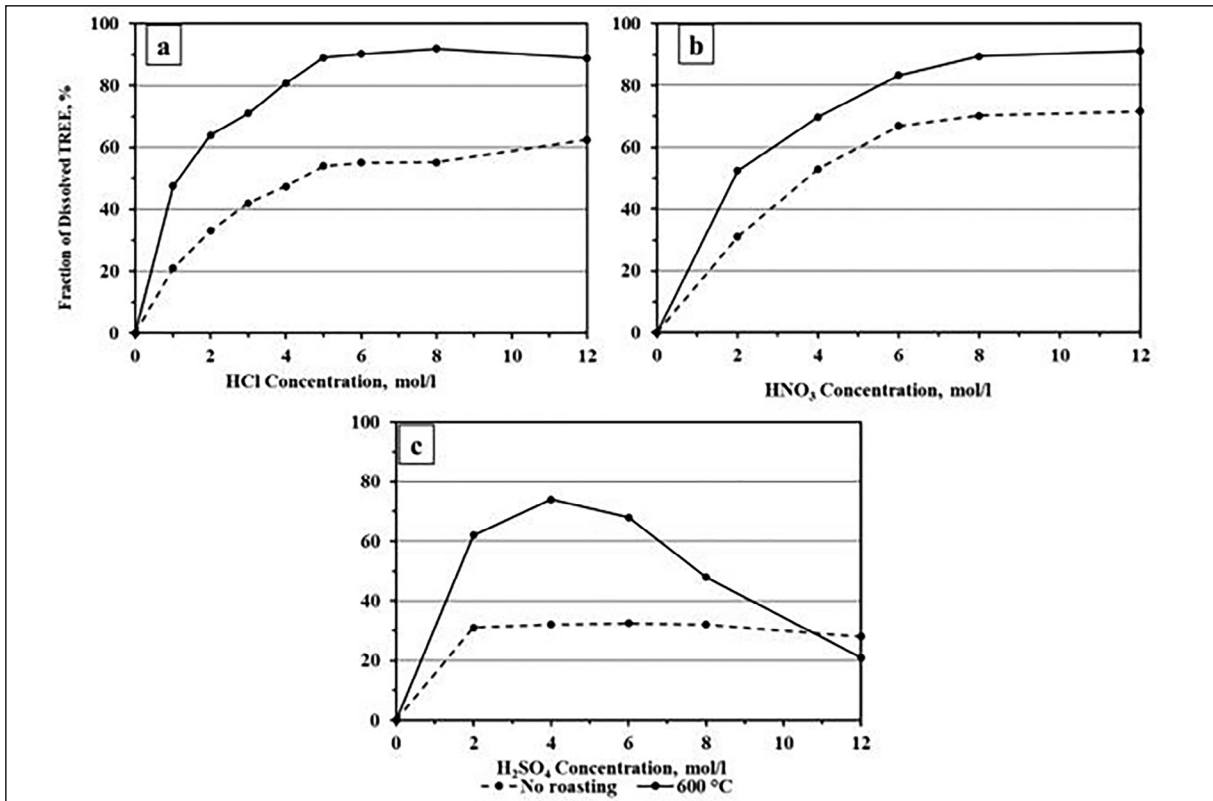 a
Fraction of Dissolved TREE, %
100
80
60
40
20
0
0 2 4 6 8 10 12
HCl Concentration, mol/l
b
100
80
60
40
20
0
0 2 4 6 8 10 12
HNO₃ Concentration, mol/l
c
100
80
60
40
20
0
0 2 4 6 8 10 12
H₂SO₄ Concentration, mol/l
No roasting 600 °C